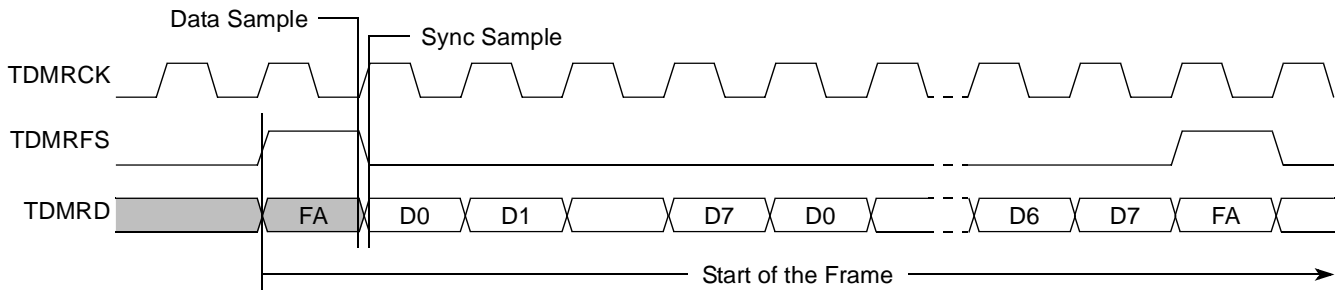 Data Sample
Sync Sample
TDMRCK
TDMRFS
TDMRD
FA D0 D1 D7 D0 D6 D7 FA
Start of the Frame